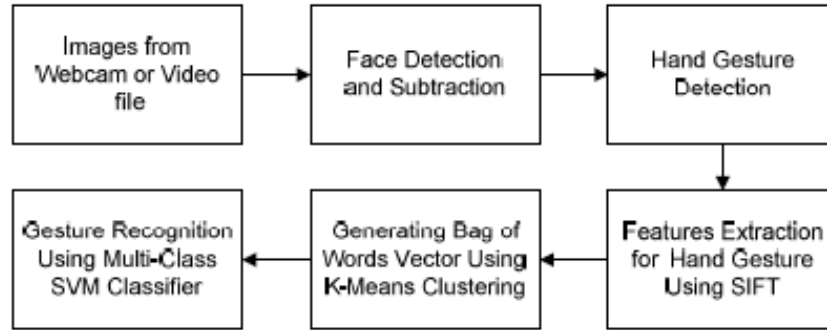 Images from
Webcam or Video
file
Face Detection
and Subtraction
Hand Gesture
Detection
Features Extraction
for Hand Gesture
Using SIFT
Generating Bag of
Words Vector Using
K-Means Clustering
Gesture Recognition
Using Multi-Class
SVM Classifier